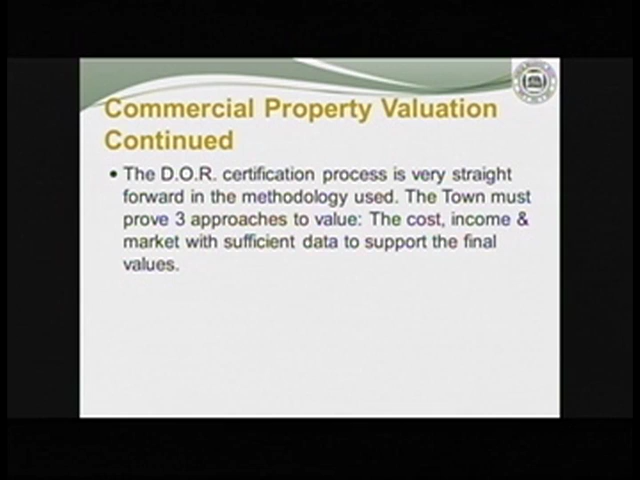 Commercial Property Valuation
Continued
• The D.O.R. certification process is very straight
forward in the methodology used. The Town must
prove 3 approaches to value: The cost, income &
market with sufficient data to support the final
values.